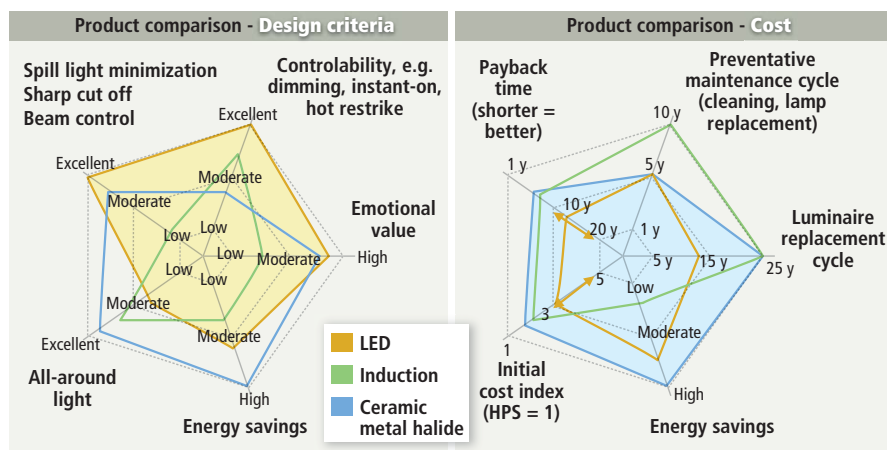 Product comparison - Design criteria
Spill light minimization
Sharp cut off
Beam control
Controlability, e.g.
dimming, instant-on,
hot restrike
Excellent
Excellent
Moderate
Moderate
Emotional
value
Low
Low
Low
Low
Low
Moderate
High
Moderate
Moderate
Excellent
High
All-around
light
Energy savings
LED
Induction
Ceramic
metal halide
Product comparison - Cost
Payback
time
(shorter =
better)
Preventative
maintenance cycle
(cleaning, lamp
replacement)
10 y
1 y
5 y
10 y
20 y
1 y
Luminaire
replacement
cycle
5 y
15 y
25 y
5
Low
3
Moderate
1
High
Initial
cost index
(HPS = 1)
Energy savings